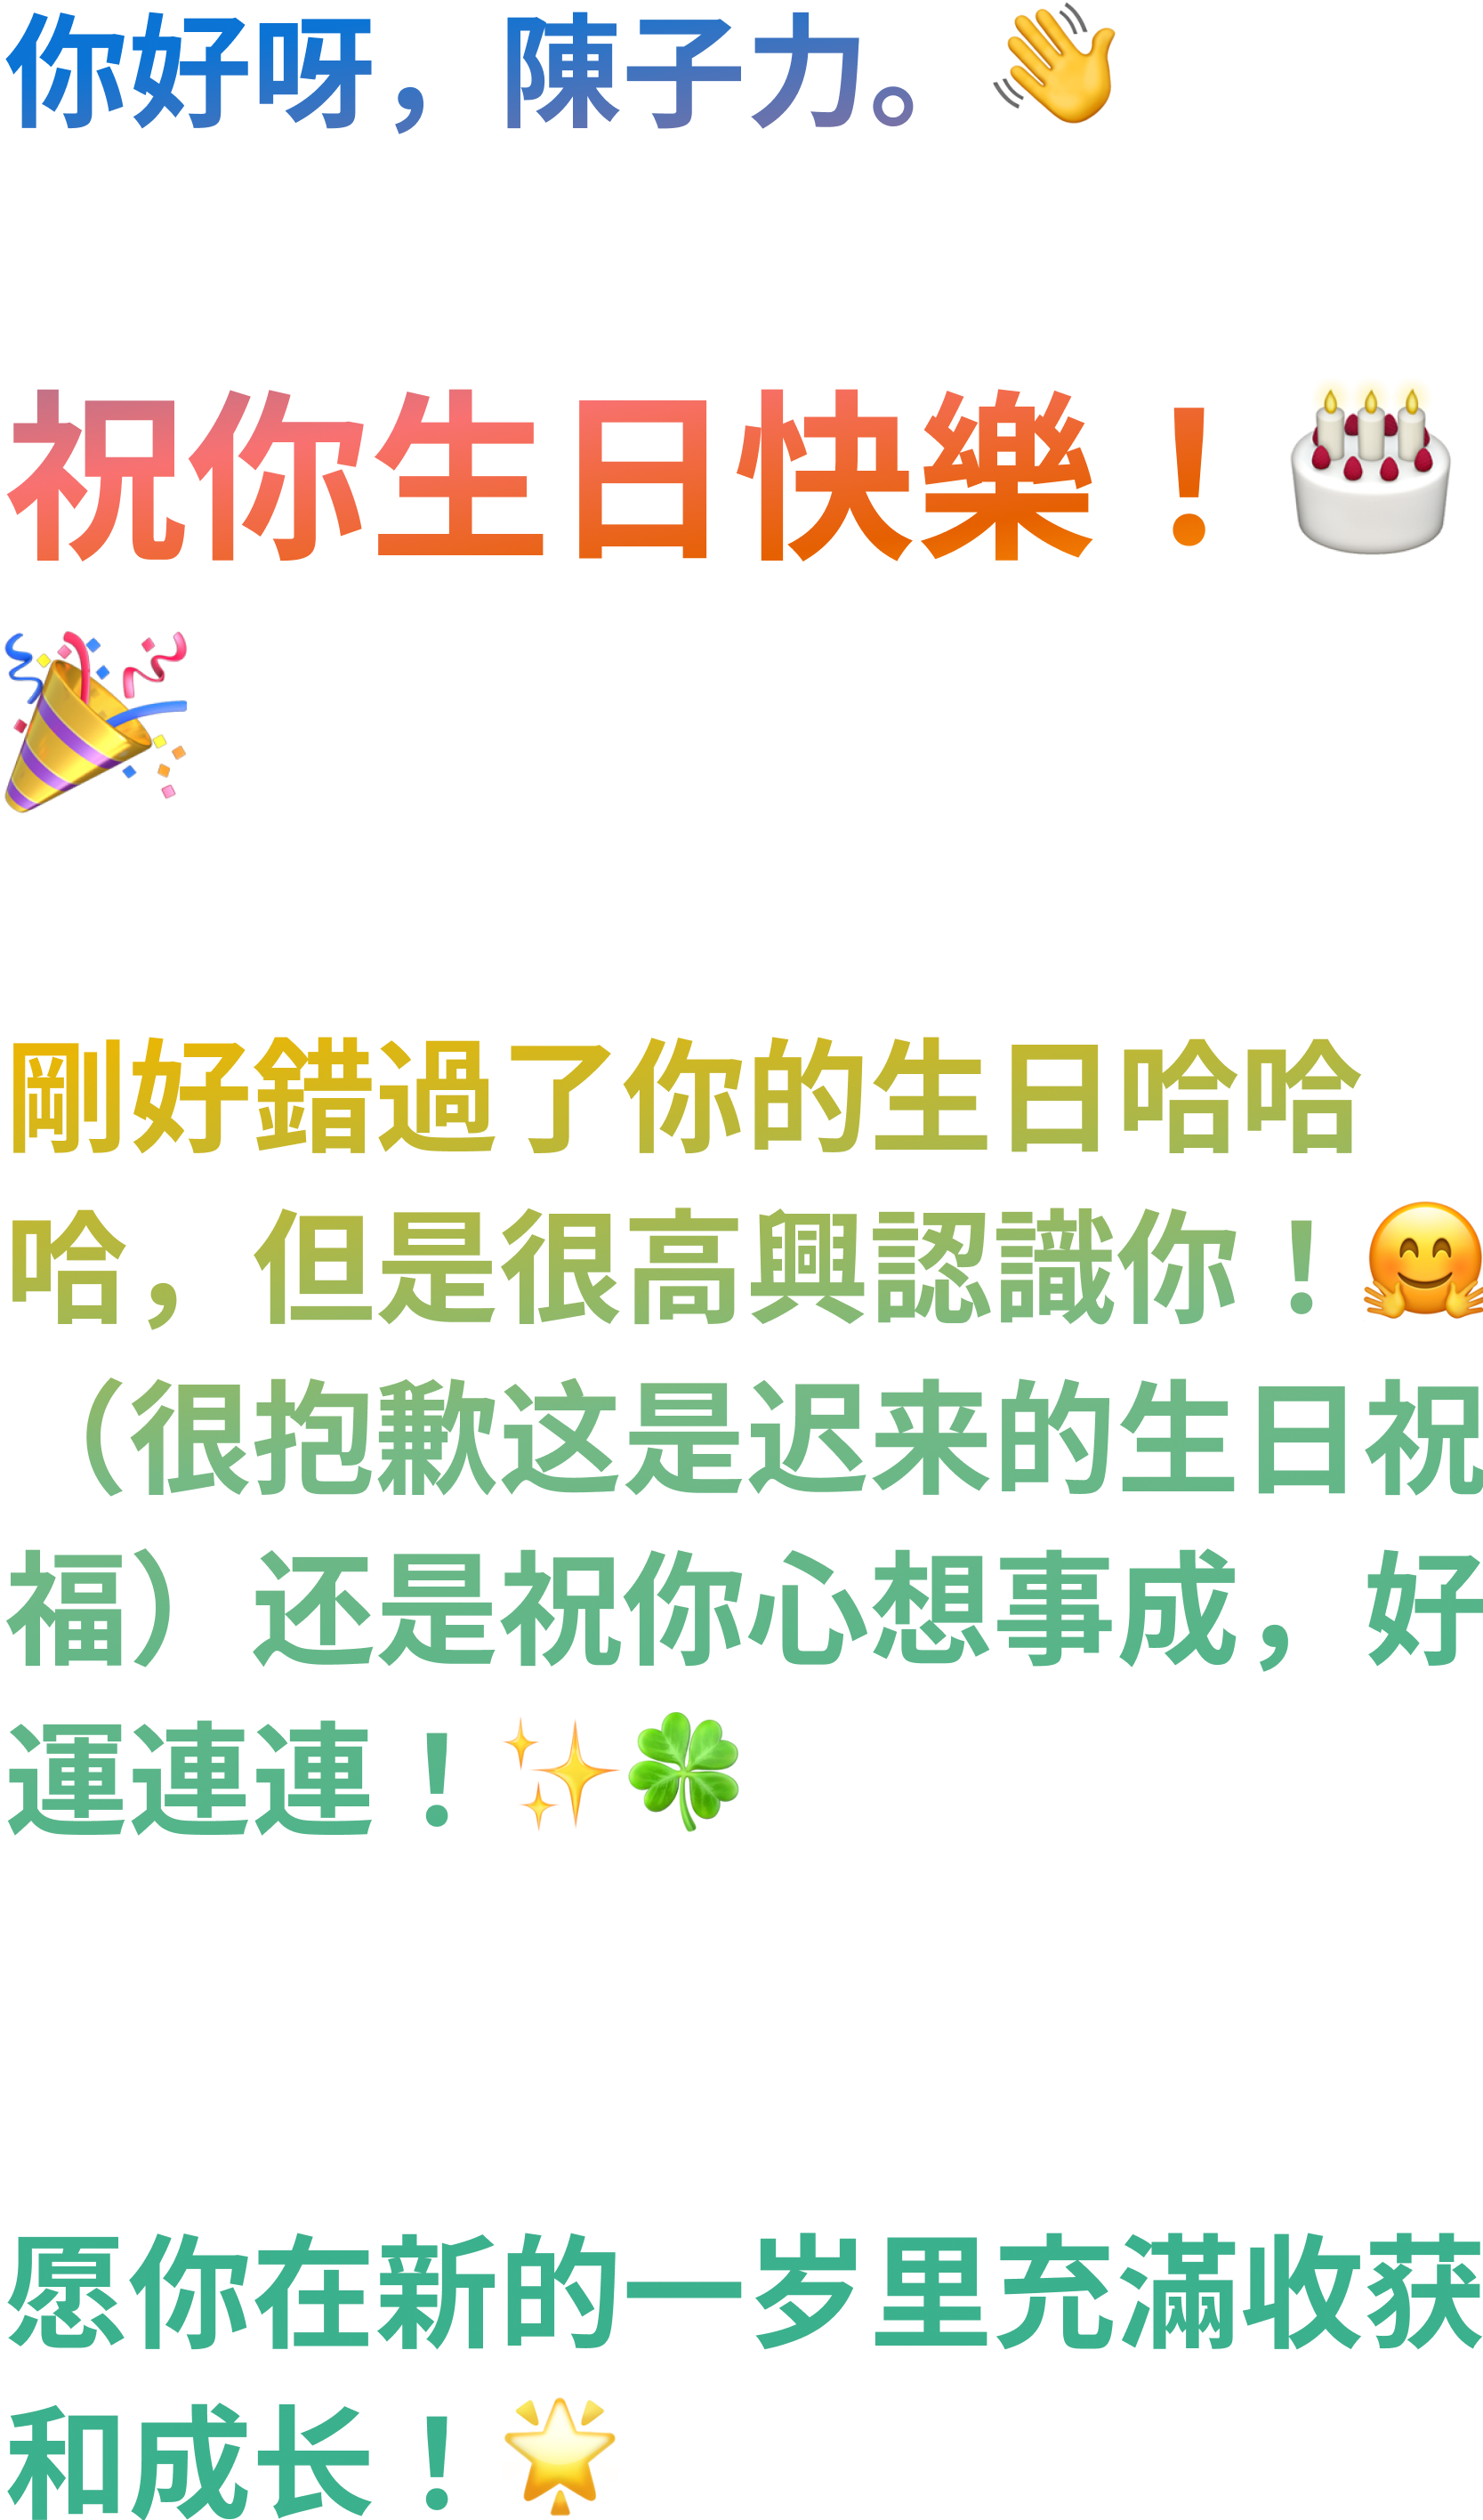 你好呀，陳子力。👋
祝你生日快樂！🎂
🎉
剛好錯過了你的生日哈哈
哈，但是很高興認識你！🤗
（很抱歉这是迟来的生日祝
福）还是祝你心想事成，好
運連連！✨🍀
愿你在新的一岁里充满收获
和成长！🌟